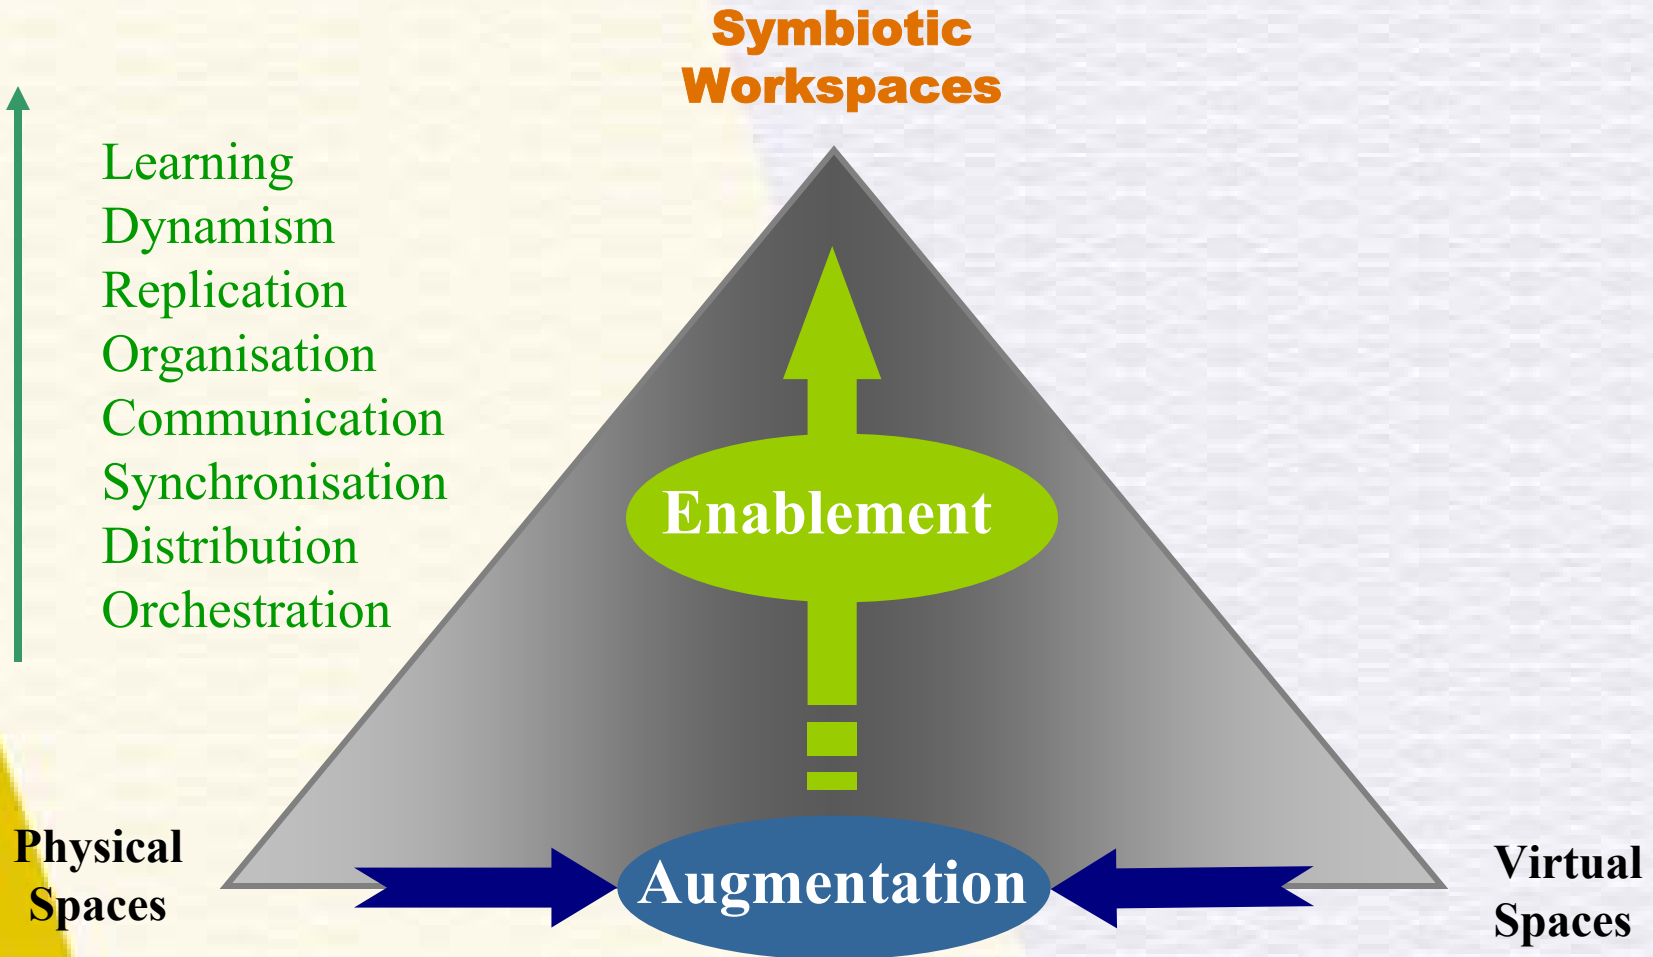 Symbiotic
Workspaces
Learning
Dynamism
Replication
Organisation
Communication
Synchronisation
Distribution
Orchestration
Enablement
Physical
Spaces
Augmentation
Virtual
Spaces